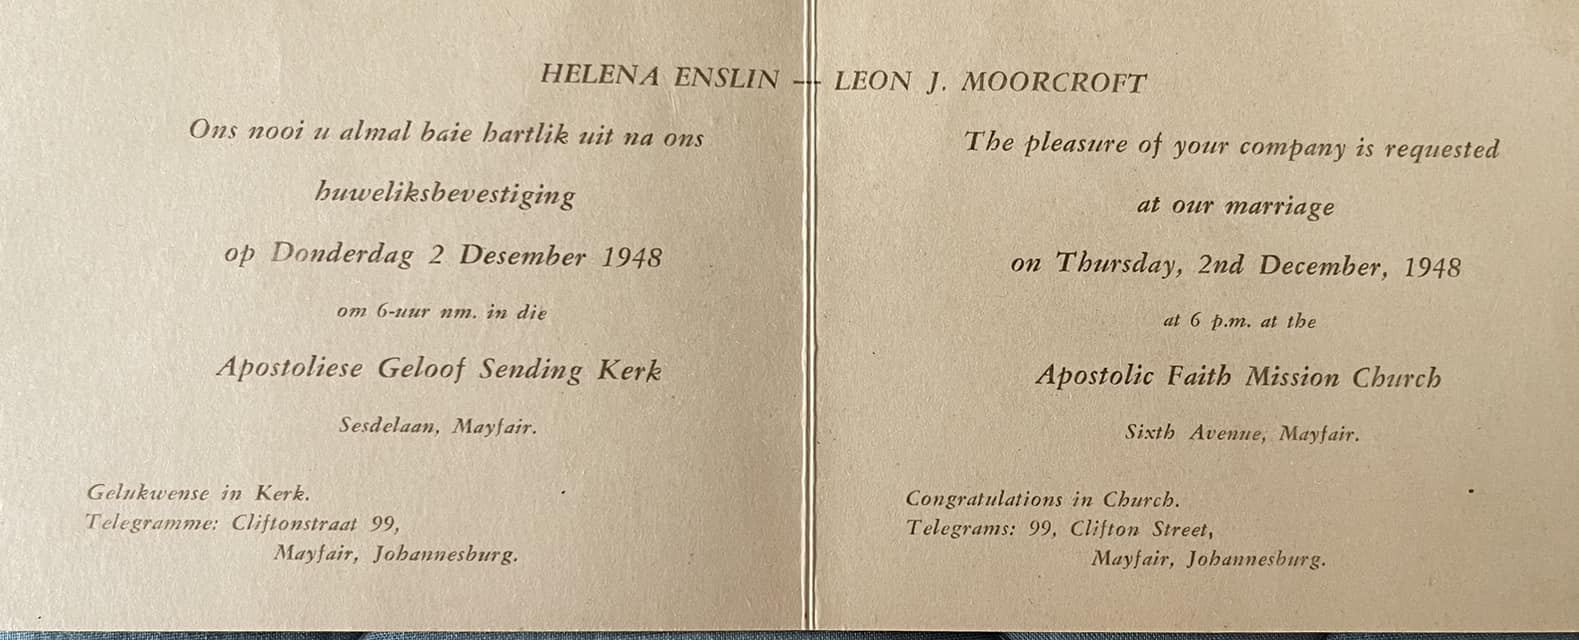 HELENA ENSLIN — LEON J. MOORCROFT
Ons nooi u almal baie hartlik uit na ons
huweliksbevestiging
op Donderdag 2 Desember 1948
om 6-uur nm. in die
Apostoliese Geloof Sending Kerk
Sesdelaan, Mayfair.
Gelukwense in Kerk.
Telegramme: Cliftonstraat 99,
Mayfair, Johannesburg.
The pleasure of your company is requested
at our marriage
on Thursday, 2nd December, 1948
at 6 p.m. at the
Apostolic Faith Mission Church
Sixth Avenue, Mayfair.
Congratulations in Church.
Telegrams: 99, Clifton Street,
Mayfair, Johannesburg.